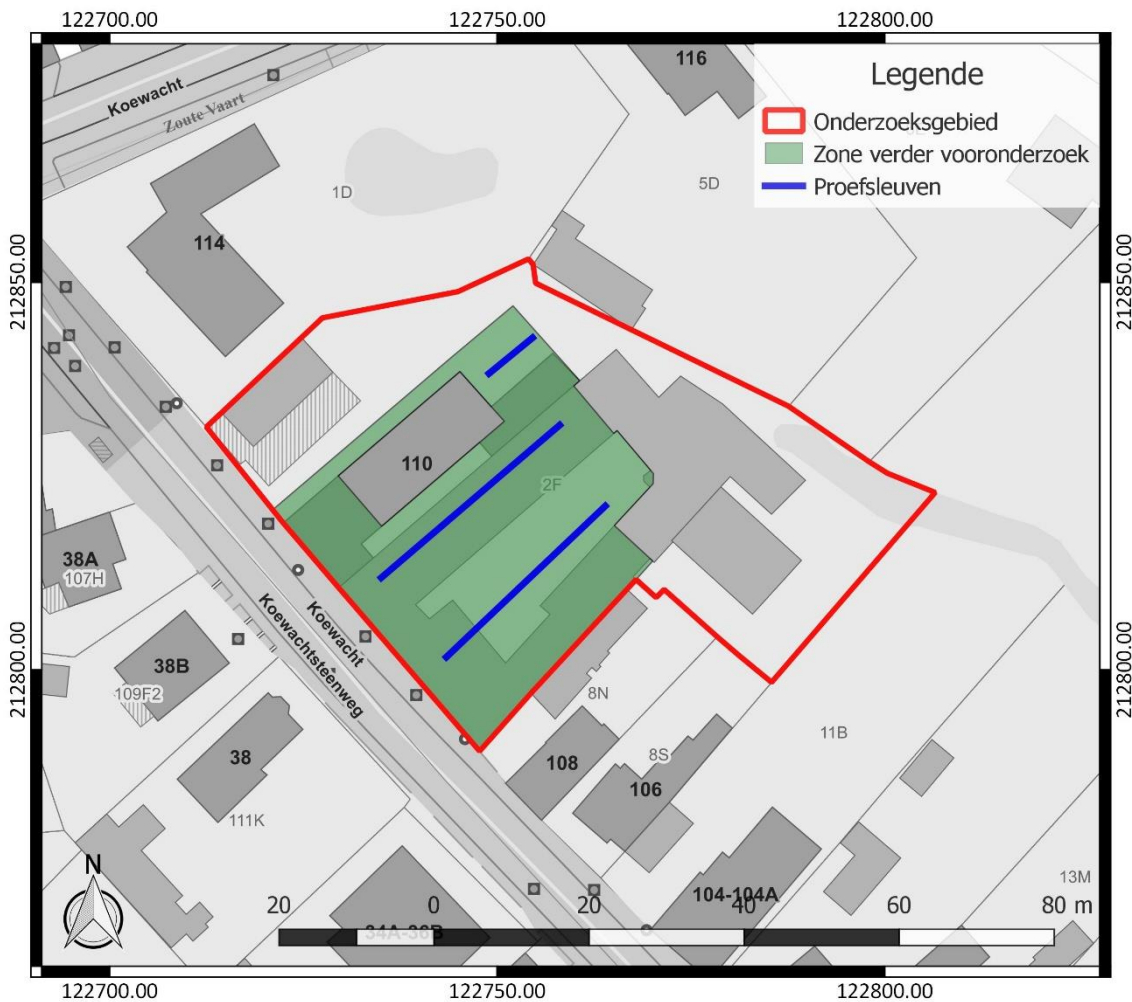 122700.00 122750.00 122800.00
116
Legende
Onderzoeksgebied
Zone verder vooronderzoek
Proefsleuven
Koewacht
Zoute Vaart
1D
5D
114
212850.00
212850.00
110
2F
38A
107H
Koewacht
Koewachtsteenweg
38B
109F2
212800.00
212800.00
8N
38
108
8S
106
11B
111K
13M
N
104-104A
20 0 20 40 60 80 m
34A-36B
122700.00 122750.00 122800.00